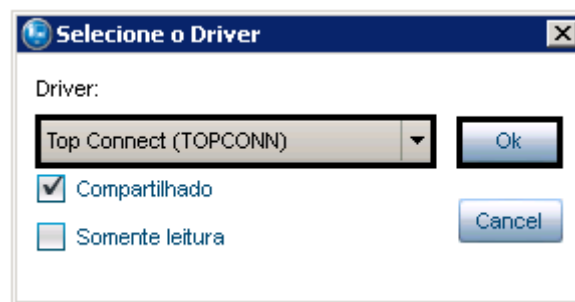 Selecione o Driver
Driver:
Top Connect (TOPCONN)
Ok
Compartilhado
Cancel
Somente leitura